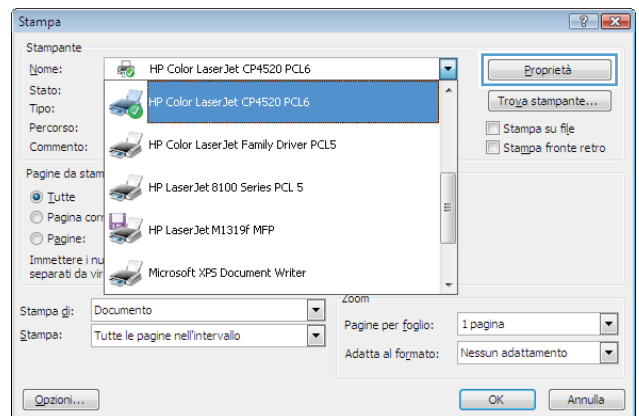 Stampa
Stampante
Nome: HP Color LaserJet CP4520 PCL6 Proprietà
Stato:
HP Color LaserJet CP4520 PCL6 Trova stampante...
Tipo:
Percorso: Stampa su file
Commento: HP Color LaserJet Family Driver PCL5 Stampa fronte retro
Pagine da stam
HP LaserJet 8100 Series PCL 5
Tutte
Pagina corr
HP LaserJet M1319f MFP
Pagine:
Immettere i nu
separati da vir Microsoft XPS Document Writer
Zoom
Stampa di: Documento
Pagine per foglio: 1 pagina
Stampa: Tutte le pagine nell'intervallo
Adatta al formato: Nessun adattamento
Opzioni... OK Annulla